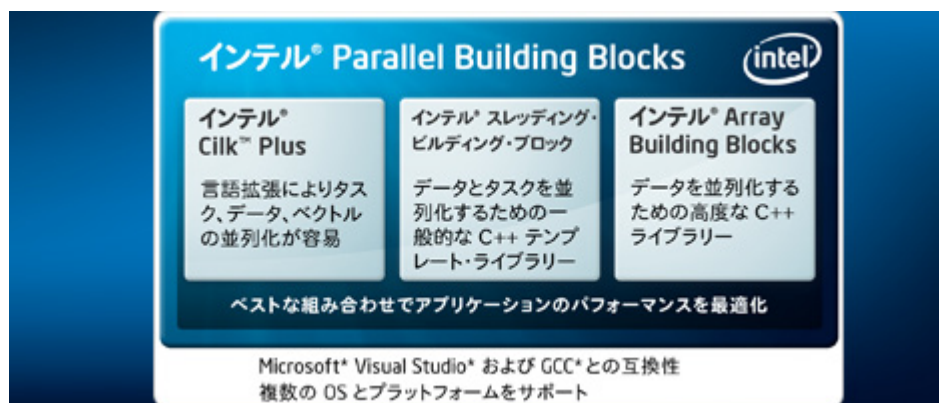 インテル® Parallel Building Blocks
intel
インテル®
Cilk™ Plus
言語拡張によりタス
ク、データ、ベクトル
の並列化が容易
インテル® スレッディング・
ビルディング・ブロック
データとタスクを並
列化するための一
般的な C++ テンプ
レート・ライブラリー
インテル® Array
Building Blocks
データを並列化する
ための高度な C++
ライブラリー
ベストな組み合わせでアプリケーションのパフォーマンスを最適化
Microsoft* Visual Studio* および GCC* との互換性
複数の OS とプラットフォームをサポート